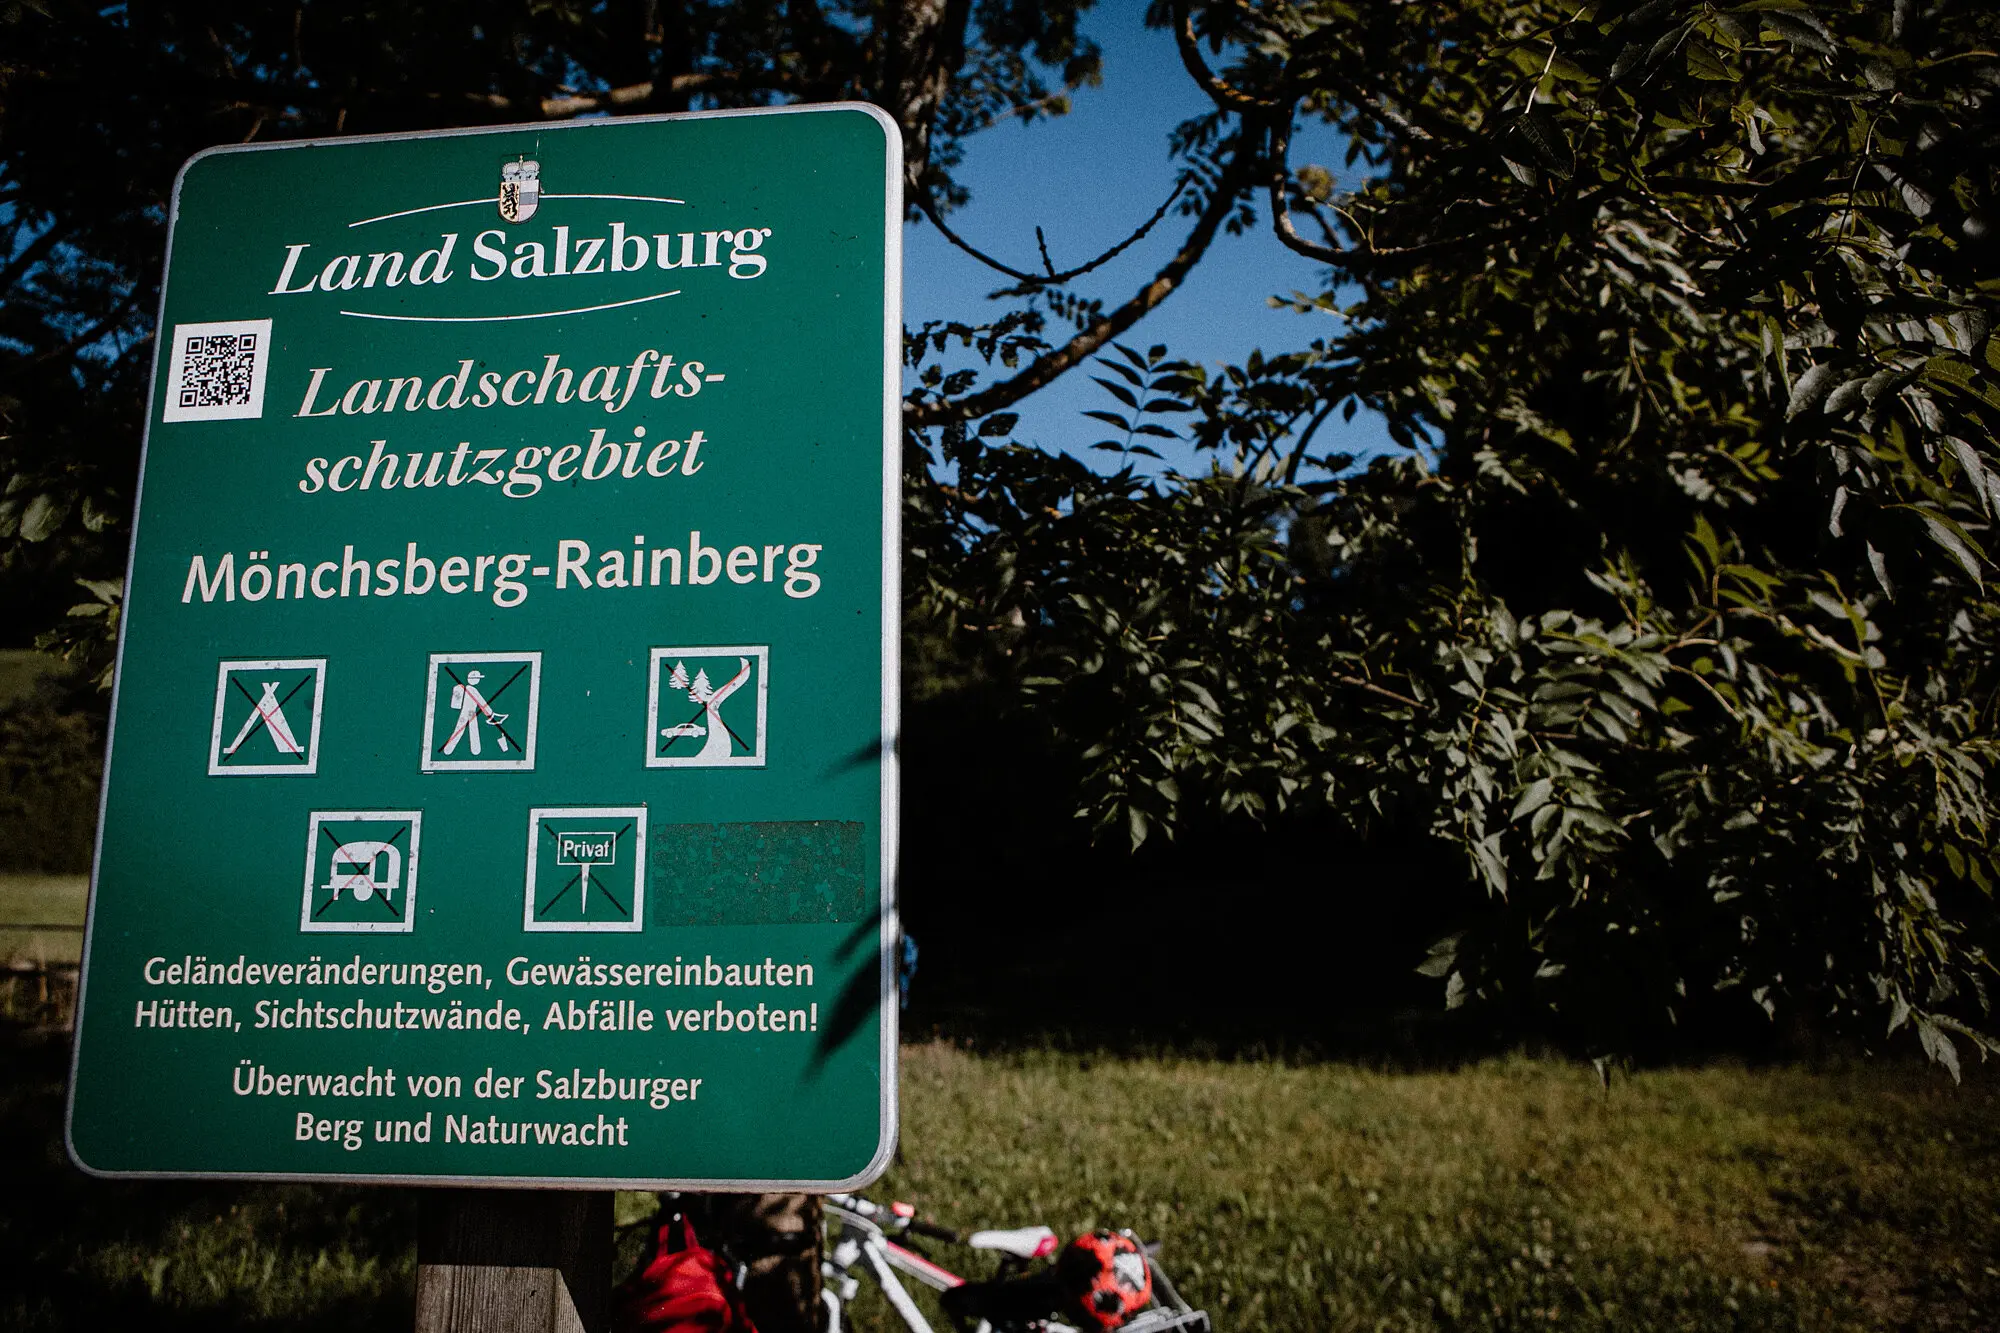 Land Salzburg
Landschafts-
schutzgebiet
Mönchsberg-Rainberg
Privat
Geländeveränderungen, Gewässereinbauten
Hütten, Sichtschutzwände, Abfälle verboten!
Überwacht von der Salzburger
Berg und Naturwacht